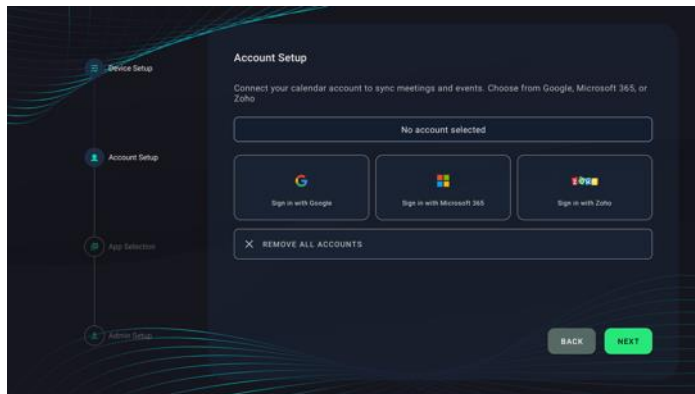 Device Setup
Account Setup
App Selection
Admin Setup
Account Setup
Connect your calendar account to sync meetings and events. Choose from Google, Microsoft 365, or
Zoho
No account selected
G
Sign in with Google
Sign in with Microsoft 365
ZOHO
Sign in with Zoho
REMOVE ALL ACCOUNTS
BACK
NEXT